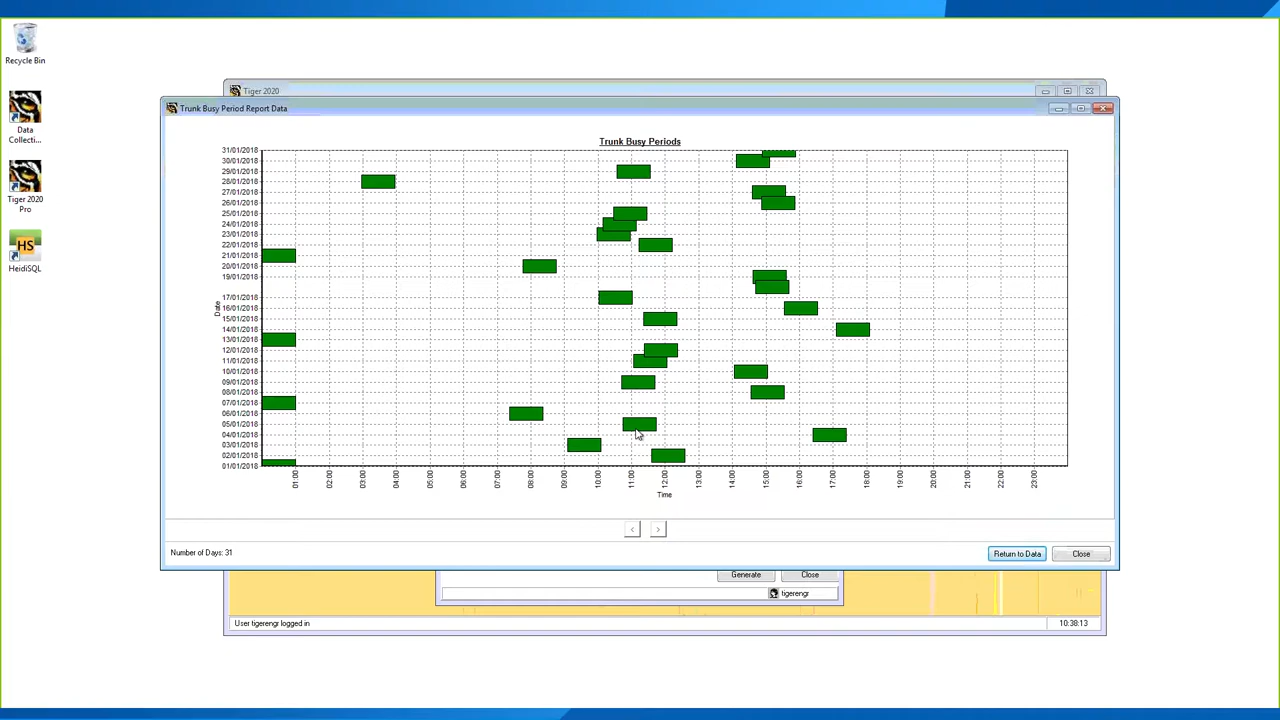 Recycle Bin
Data
Collecti...
Tiger 2020
Pro
HS
HeidiSQL
Tiger 2020
Trunk Busy Period Report Data
Trunk Busy Periods
31/01/2018
30/01/2018
29/01/2018
28/01/2018
27/01/2018
26/01/2018
25/01/2018
24/01/2018
23/01/2018
22/01/2018
21/01/2018
20/01/2018
19/01/2018
17/01/2018
16/01/2018
15/01/2018
14/01/2018
13/01/2018
12/01/2018
11/01/2018
10/01/2018
09/01/2018
08/01/2018
07/01/2018
06/01/2018
05/01/2018
04/01/2018
03/01/2018
02/01/2018
01/01/2018
Date
01:00 02:00 03:00 04:00 05:00 06:00 07:00 08:00 09:00 10:00 11:00 12:00 13:00 14:00 15:00 16:00 17:00 18:00 19:00 20:00 21:00 22:00 23:00
Time
< >
Number of Days: 31
Return to Data
Close
Generate
Close
tigerengr
User tigerengr logged in
10:38:13